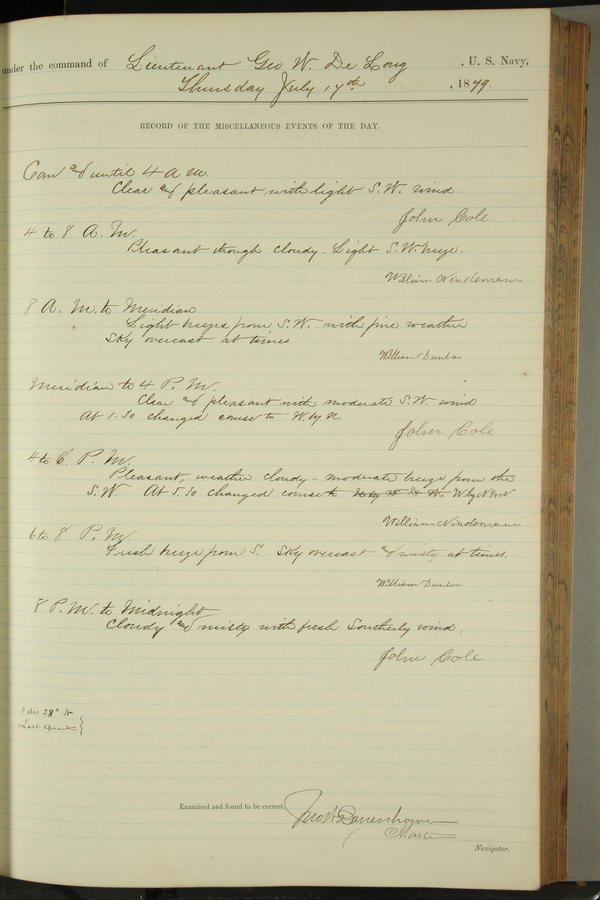 under the command of Lieutenant Geo W. De Long, U. S. Navy,
Thursday July 17th, 1879.
RECORD OF THE MISCELLANEOUS EVENTS OF THE DAY.
Com and until 4 A M.
Clear and pleasant with light S. W. wind.
John Cole
4 to 8 A. M.
Pleasant though cloudy. Light S. W. breeze.
William Nindemann
8 A. M. to Meridian
Light breezes from S. W. with fine weather
Sky overcast at times
William Dunbar
Meridian to 4 P. M.
Clear and pleasant with moderate S. W. wind
At 1.30 changed course to W. by N
John Cole
4 to 6 P. M.
Pleasant, weather cloudy - moderate breeze from the
S. W. At 5.30 changed course to W. by N ½ N
William Nindemann
6 to 8 P. M.
Fresh breeze from S. Sky overcast & misty at times.
William Dunbar
8 P. M. to Midnight
Cloudy and misty with fresh Southerly wind.
John Cole
dec 28° N
Last Quarter
Examined and found to be correct.
Jno W Danenhower
Master
Navigator.